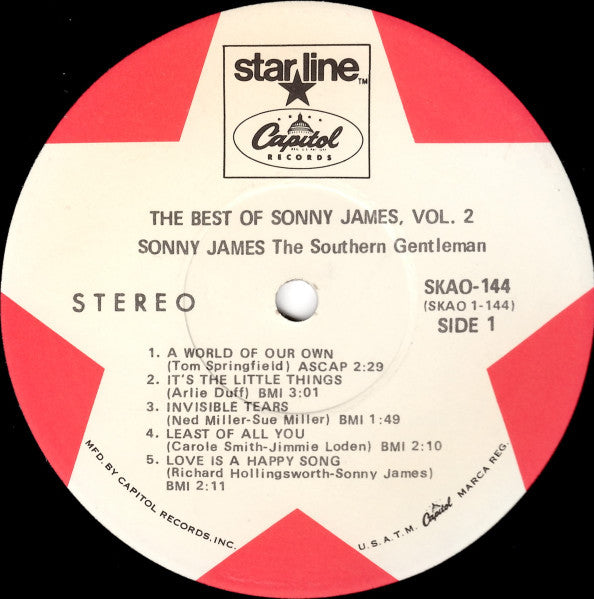 starline™
Capitol
RECORDS
THE BEST OF SONNY JAMES, VOL. 2
SONNY JAMES The Southern Gentleman
STEREO
SKAO-144
(SKAO 1-144)
SIDE 1
1. A WORLD OF OUR OWN
(Tom Springfield) ASCAP 2:29
2. IT'S THE LITTLE THINGS
(Arlie Duff) BMI 3:01
3. INVISIBLE TEARS
(Ned Miller-Sue Miller) BMI 1:49
4. LEAST OF ALL YOU
(Carole Smith-Jimmie Loden) BMI 2:10
5. LOVE IS A HAPPY SONG
(Richard Hollingsworth-Sonny James)
BMI 2:11
MFD. BY CAPITOL RECORDS, INC.
U.S.A. T.M. Capitol MARCA REG.